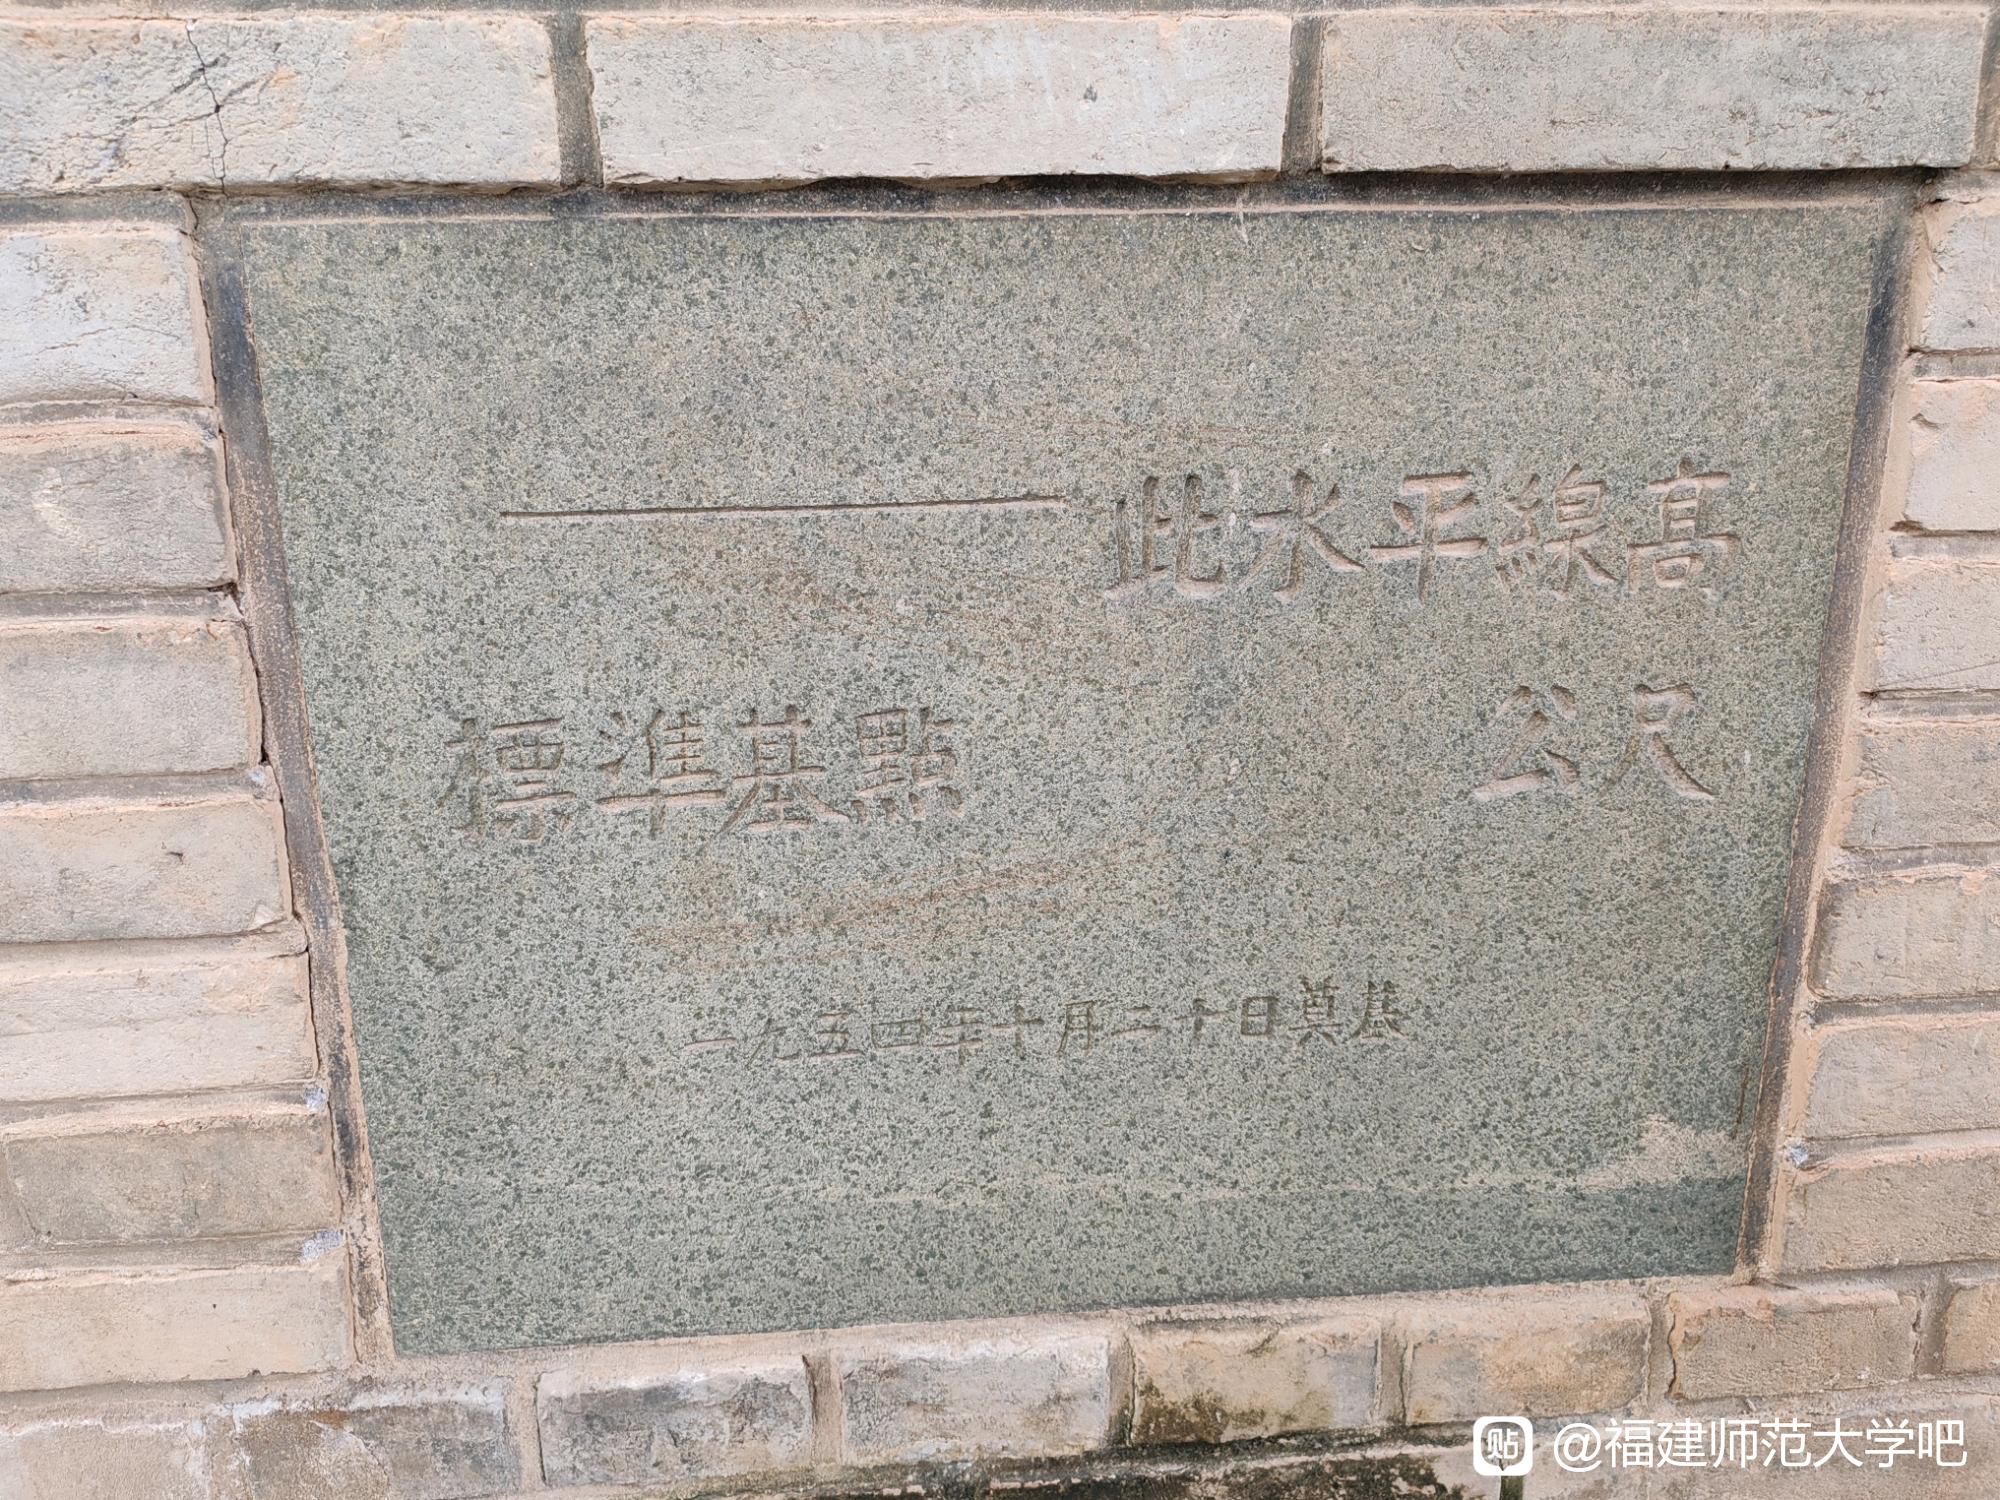 此水平線高
公尺
標準基點
一九五四年十月二十日奠基
贴 @福建师范大学吧